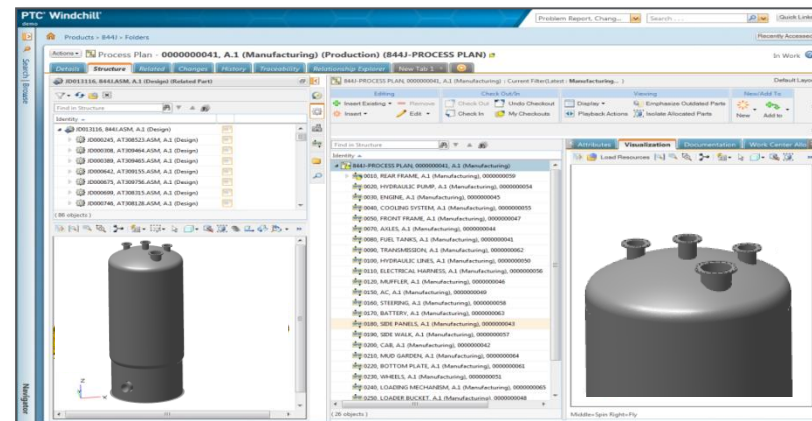 PTC Windchill
demo
Problem Report, Chang...
Search . . .
Quick Link
Products > 844J > Folders
Recently Accessed
Actions
Process Plan - 0000000041, A.1 (Manufacturing) (Production) (844J-PROCESS PLAN)
In Work
Details Structure Related Changes History Traceability Relationship Explorer New Tab 1
Search | Browse
Navigator
JD013116, 844J.ASM, A.1 (Design) (Related Part)
Find in Structure
Identity
JD013116, 844J.ASM, A.1 (Design)
JD000245, AT308523.ASM, A.1 (Design)
JD000308, AT309464.ASM, A.1 (Design)
JD000389, AT309465.ASM, A.1 (Design)
JD000642, AT309155.ASM, A.1 (Design)
JD000675, AT309756.ASM, A.1 (Design)
JD000690, AT308315.ASM, A.1 (Design)
JD000746, AT308128.ASM, A.1 (Design)
(86 objects)
844J-PROCESS PLAN, 0000000041, A.1 (Manufacturing) : Current Filter(Latest : Manufacturing... )
Default Layo
Editing Check Out/In Viewing New/Add To
Insert Existing Remove Check Out Undo Checkout Display Emphasize Outdated Parts
Insert Edit Check In My Checkouts Playback Actions Isolate Allocated Parts New Add to
Find in Structure
Identity
844J-PROCESS PLAN, 0000000041, A.1 (Manufacturing)
0010, REAR FRAME, A.1 (Manufacturing), 0000000059
0020, HYDRAULIC PUMP, A.1 (Manufacturing), 0000000054
0030, ENGINE, A.1 (Manufacturing), 0000000045
0040, COOLING SYSTEM, A.1 (Manufacturing), 0000000055
0050, FRONT FRAME, A.1 (Manufacturing), 0000000047
0070, AXLES, A.1 (Manufacturing), 0000000044
0080, FUEL TANKS, A.1 (Manufacturing), 0000000041
0090, TRANSMISSION, A.1 (Manufacturing), 0000000062
0100, HYDRAULIC LINES, A.1 (Manufacturing), 0000000050
0110, ELECTRICAL HARNESS, A.1 (Manufacturing), 0000000056
0120, MUFFLER, A.1 (Manufacturing), 0000000046
0150, AC, A.1 (Manufacturing), 0000000049
0160, STEERING, A.1 (Manufacturing), 0000000058
0170, BATTERY, A.1 (Manufacturing), 0000000063
0180, SIDE PANELS, A.1 (Manufacturing), 0000000043
0190, SIDE WALK, A.1 (Manufacturing), 0000000057
0200, CAB, A.1 (Manufacturing), 0000000042
0210, MUD GARDEN, A.1 (Manufacturing), 0000000064
0220, BOTTOM PLATE, A.1 (Manufacturing), 0000000061
0230, WHEELS, A.1 (Manufacturing), 0000000051
0240, LOADING MECHANISM, A.1 (Manufacturing), 0000000065
0250, LOADER BUCKET, A.1 (Manufacturing), 0000000048
(26 objects)
Attributes Visualization Documentation Work Center All
Load Resources
Middle=Spin Right=Fly